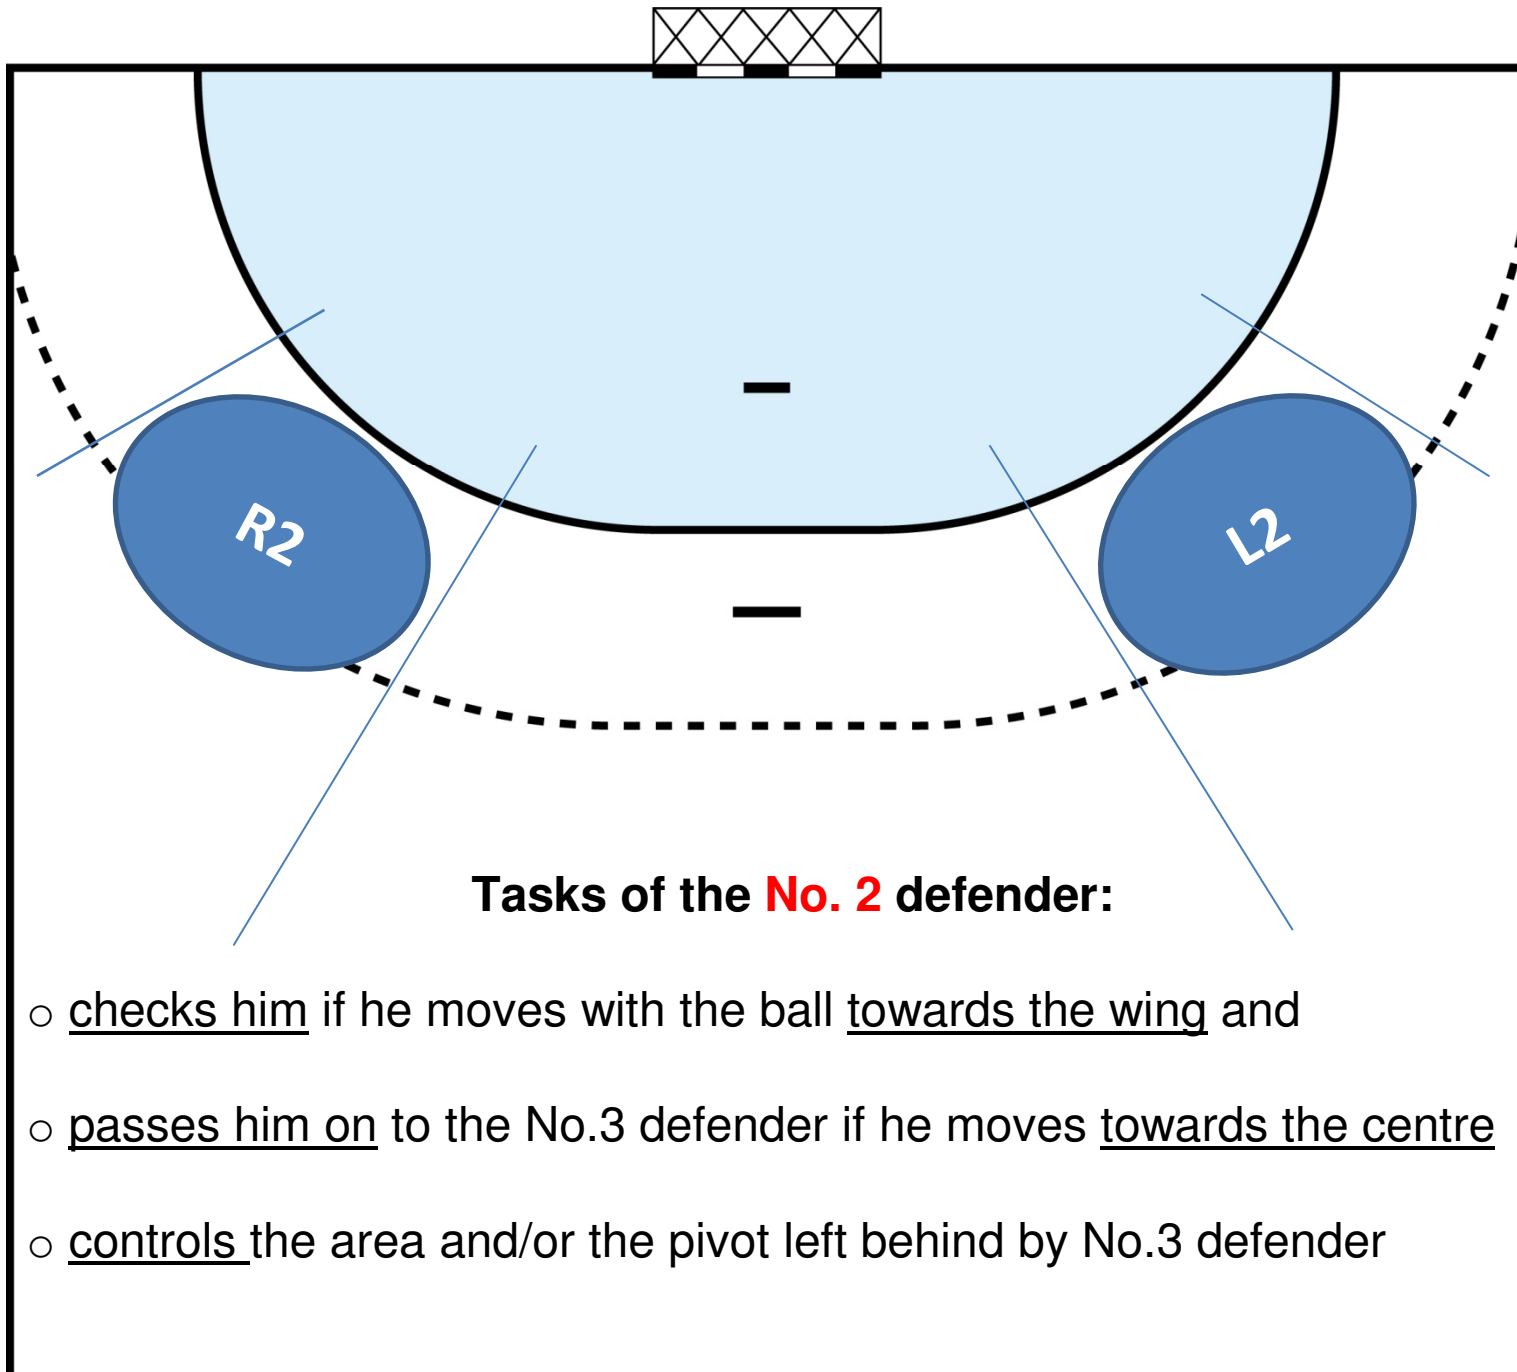 R2
L2
Tasks of the No. 2 defender:
○ checks him if he moves with the ball towards the wing and
○ passes him on to the No.3 defender if he moves towards the centre
○ controls the area and/or the pivot left behind by No.3 defender